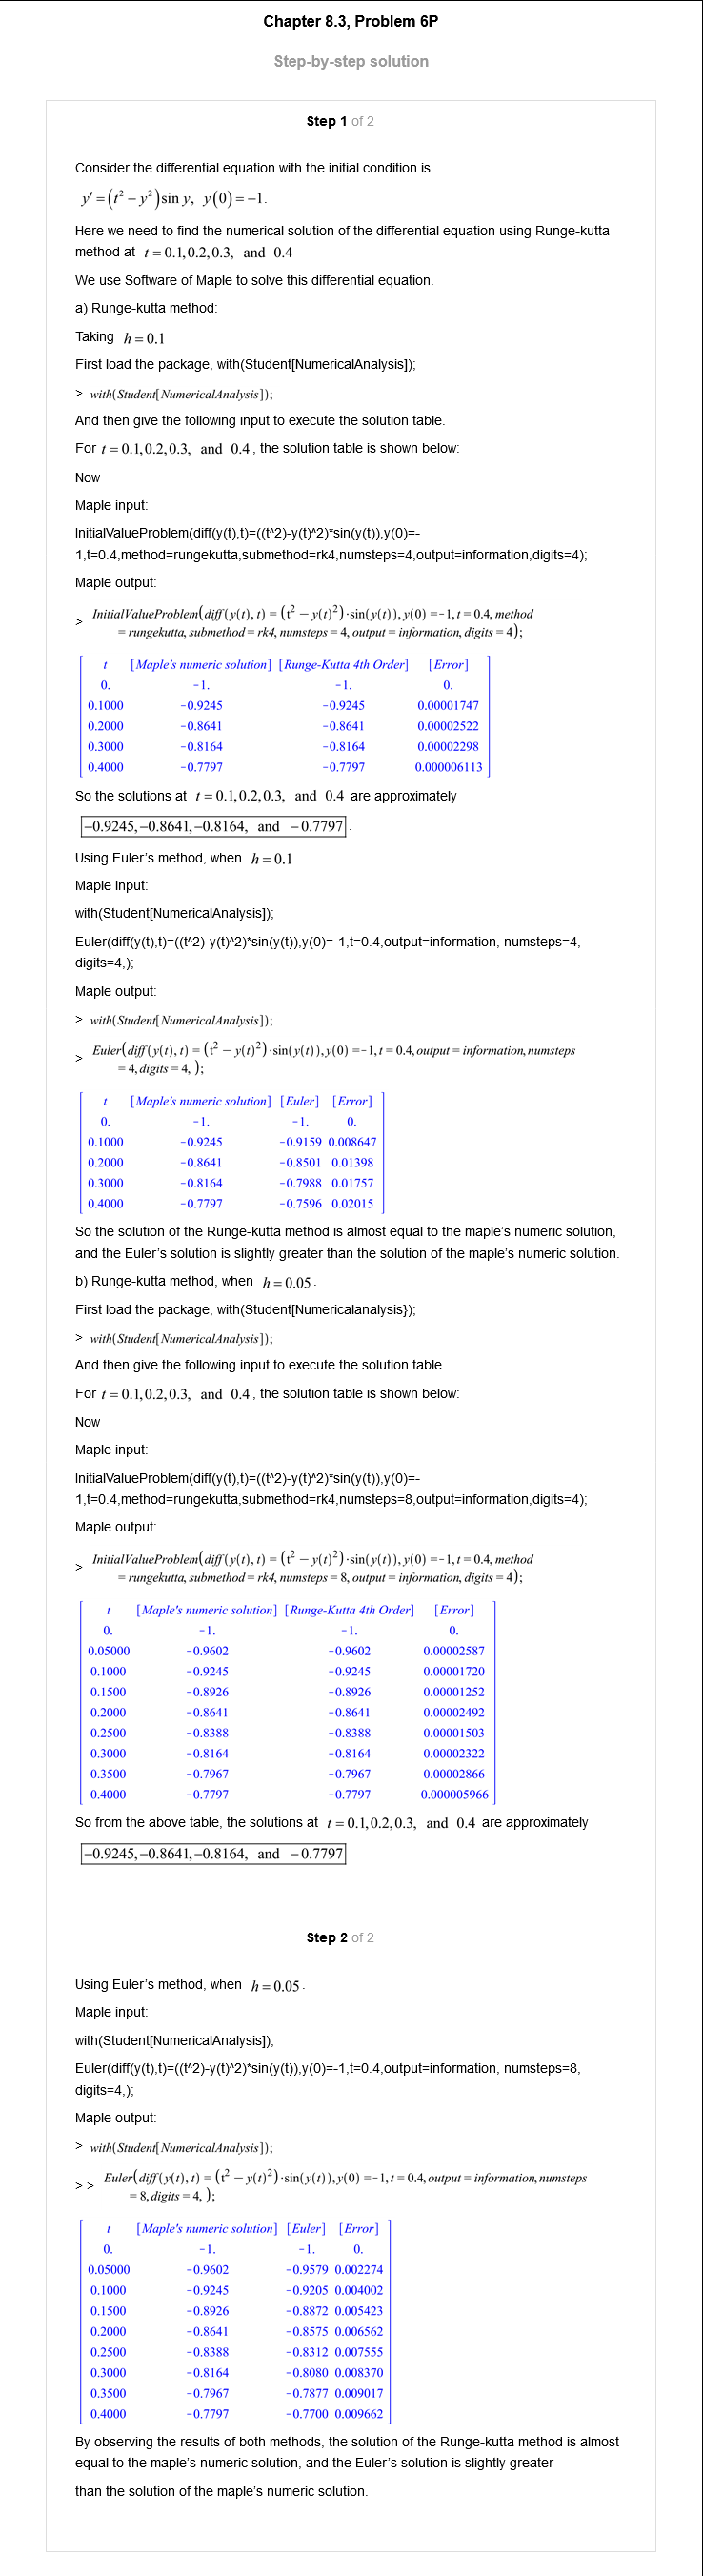 Chapter 8.3, Problem 6P
Step-by-step solution
Step 1 of 2
Consider the differential equation with the initial condition is
y′ = (t² − y²) sin y, y(0) = −1.
Here we need to find the numerical solution of the differential equation using Runge-kutta
method at t = 0.1, 0.2, 0.3, and 0.4
We use Software of Maple to solve this differential equation.
a) Runge-kutta method:
Taking h = 0.1
First load the package, with(Student[NumericalAnalysis]);
> with(Student[NumericalAnalysis]);
And then give the following input to execute the solution table.
For t = 0.1, 0.2, 0.3, and 0.4 , the solution table is shown below:
Now
Maple input:
InitialValueProblem(diff(y(t),t)=((t^2)-y(t)^2)*sin(y(t)),y(0)=-
1,t=0.4,method=rungekutta,submethod=rk4,numsteps=4,output=information,digits=4);
Maple output:
> InitialValueProblem(diff(y(t), t) = (t² − y(t)²)·sin(y(t)), y(0) =−1, t = 0.4, method
= rungekutta, submethod = rk4, numsteps = 4, output = information, digits = 4);
t [Maple's numeric solution] [Runge-Kutta 4th Order] [Error]
0. −1. −1. 0.
0.1000 −0.9245 −0.9245 0.00001747
0.2000 −0.8641 −0.8641 0.00002522
0.3000 −0.8164 −0.8164 0.00002298
0.4000 −0.7797 −0.7797 0.000006113
So the solutions at t = 0.1, 0.2, 0.3, and 0.4 are approximately
−0.9245, −0.8641, −0.8164, and −0.7797 .
Using Euler's method, when h = 0.1.
Maple input:
with(Student[NumericalAnalysis]);
Euler(diff(y(t),t)=((t^2)-y(t)^2)*sin(y(t)),y(0)=-1,t=0.4,output=information, numsteps=4,
digits=4,);
Maple output:
> with(Student[NumericalAnalysis]);
> Euler(diff(y(t), t) = (t² − y(t)²)·sin(y(t)), y(0) =−1, t = 0.4, output = information, numsteps
= 4, digits = 4, );
t [Maple's numeric solution] [Euler] [Error]
0. −1. −1. 0.
0.1000 −0.9245 −0.9159 0.008647
0.2000 −0.8641 −0.8501 0.01398
0.3000 −0.8164 −0.7988 0.01757
0.4000 −0.7797 −0.7596 0.02015
So the solution of the Runge-kutta method is almost equal to the maple's numeric solution,
and the Euler's solution is slightly greater than the solution of the maple's numeric solution.
b) Runge-kutta method, when h = 0.05.
First load the package, with(Student[Numericalanalysis});
> with(Student[NumericalAnalysis]);
And then give the following input to execute the solution table.
For t = 0.1, 0.2, 0.3, and 0.4 , the solution table is shown below:
Now
Maple input:
InitialValueProblem(diff(y(t),t)=((t^2)-y(t)^2)*sin(y(t)),y(0)=-
1,t=0.4,method=rungekutta,submethod=rk4,numsteps=8,output=information,digits=4);
Maple output:
> InitialValueProblem(diff(y(t), t) = (t² − y(t)²)·sin(y(t)), y(0) =−1, t = 0.4, method
= rungekutta, submethod = rk4, numsteps = 8, output = information, digits = 4);
t [Maple's numeric solution] [Runge-Kutta 4th Order] [Error]
0. −1. −1. 0.
0.05000 −0.9602 −0.9602 0.00002587
0.1000 −0.9245 −0.9245 0.00001720
0.1500 −0.8926 −0.8926 0.00001252
0.2000 −0.8641 −0.8641 0.00002492
0.2500 −0.8388 −0.8388 0.00001503
0.3000 −0.8164 −0.8164 0.00002322
0.3500 −0.7967 −0.7967 0.00002866
0.4000 −0.7797 −0.7797 0.000005966
So from the above table, the solutions at t = 0.1, 0.2, 0.3, and 0.4 are approximately
−0.9245, −0.8641, −0.8164, and −0.7797 .
Step 2 of 2
Using Euler's method, when h = 0.05.
Maple input:
with(Student[NumericalAnalysis]);
Euler(diff(y(t),t)=((t^2)-y(t)^2)*sin(y(t)),y(0)=-1,t=0.4,output=information, numsteps=8,
digits=4,);
Maple output:
> with(Student[NumericalAnalysis]);
> > Euler(diff(y(t), t) = (t² − y(t)²)·sin(y(t)), y(0) =−1, t = 0.4, output = information, numsteps
= 8, digits = 4, );
t [Maple's numeric solution] [Euler] [Error]
0. −1. −1. 0.
0.05000 −0.9602 −0.9579 0.002274
0.1000 −0.9245 −0.9205 0.004002
0.1500 −0.8926 −0.8872 0.005423
0.2000 −0.8641 −0.8575 0.006562
0.2500 −0.8388 −0.8312 0.007555
0.3000 −0.8164 −0.8080 0.008370
0.3500 −0.7967 −0.7877 0.009017
0.4000 −0.7797 −0.7700 0.009662
By observing the results of both methods, the solution of the Runge-kutta method is almost
equal to the maple's numeric solution, and the Euler's solution is slightly greater
than the solution of the maple's numeric solution.